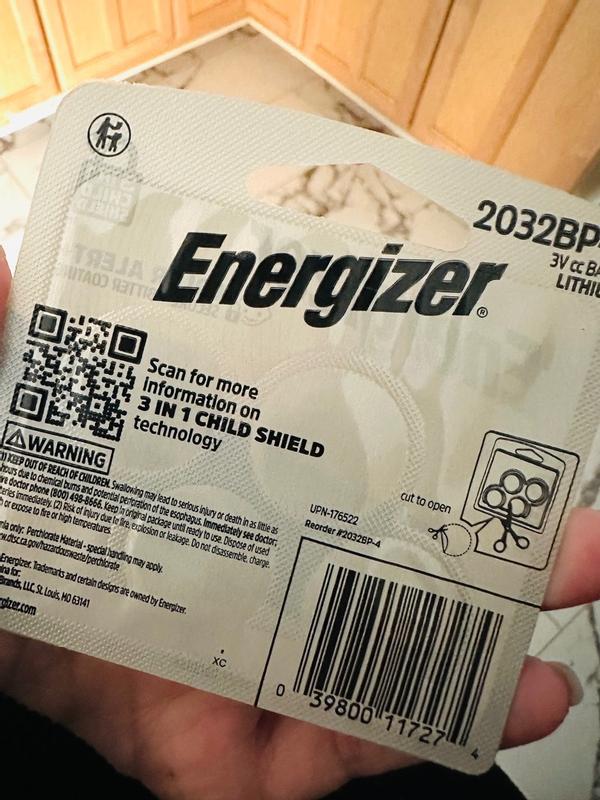 2032BP-
3V cc BA
LITHIU
Energizer®
Scan for more
information on
3 IN 1 CHILD SHIELD
technology
WARNING
KEEP OUT OF REACH OF CHILDREN. Swallowing may lead to serious injury or death in as little as
hours due to chemical burns and potential perforation of the esophagus. Immediately see doctor;
doctor phone (800) 498-8666. Keep in original package until ready to use. Dispose of used
batteries immediately. (2) Risk of injury due to fire, explosion or leakage. Do not disassemble, charge,
or expose to fire or high temperatures
only: Perchlorate Material - special handling may apply.
.dtsc.ca.gov/hazardouswaste/perchlorate
Energizer. Trademarks and certain designs are owned by Energizer.
for:
Brands, LLC, St. Louis, MO 63141
.com
cut to open
UPN-176522
Reorder #2032BP-4
XC
0 39800 11727 4